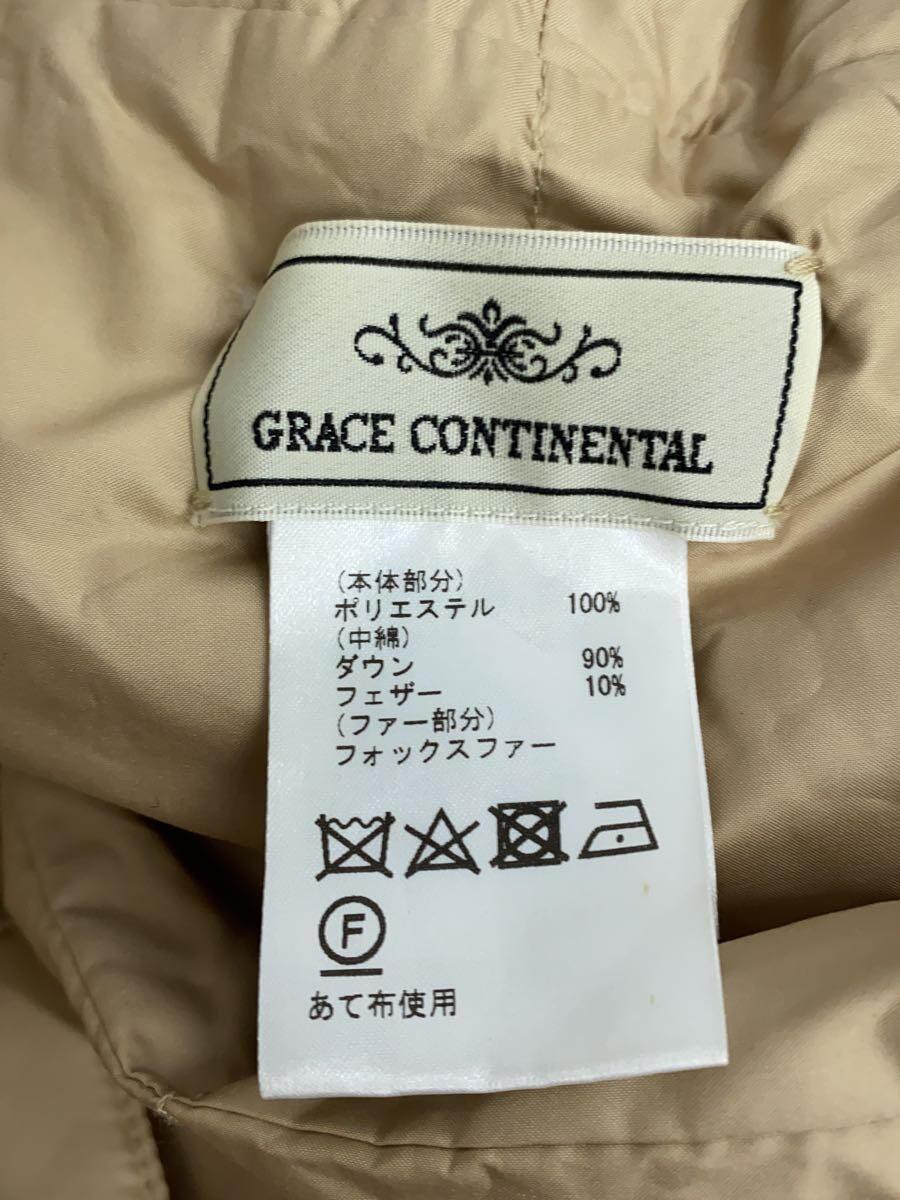 GRACE CONTINENTAL
(本体部分)
ポリエステル 100%
(中綿)
ダウン 90%
フェザー 10%
(ファー部分)
フォックスファー
F
あて布使用